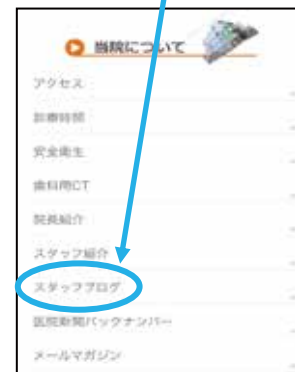 当院について
アクセス
診療時間
安全衛生
歯科用CT
院長紹介
スタッフ紹介
スタッフブログ
医院新聞バックナンバー
メールマガジン